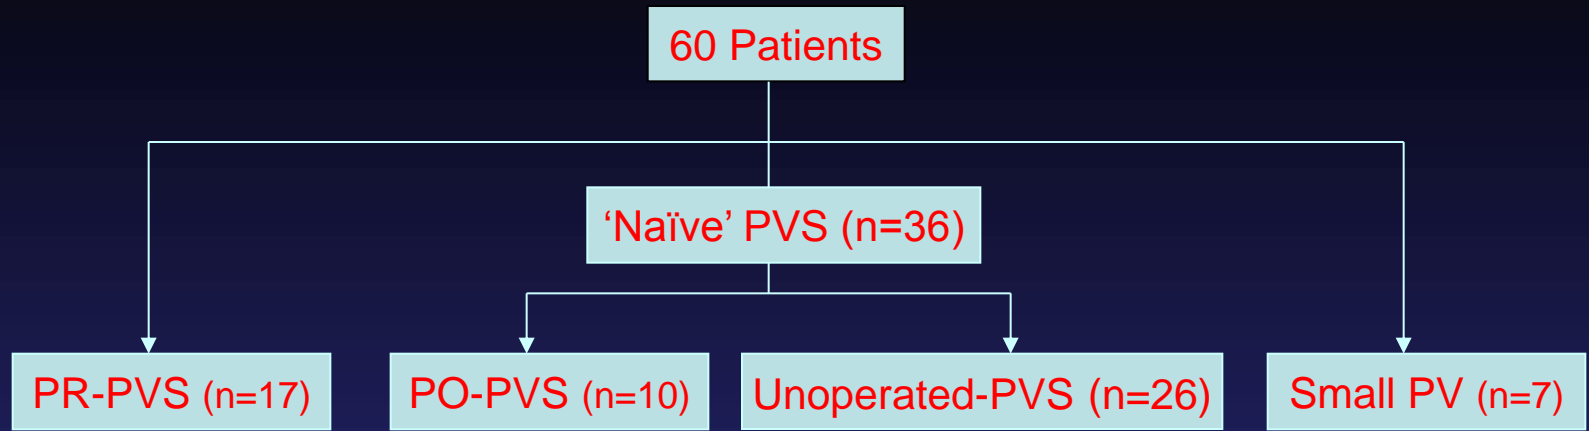 60 Patients
‘Naïve’ PVS (n=36)
PR-PVS (n=17)
PO-PVS (n=10)
Unoperated-PVS (n=26)
Small PV (n=7)